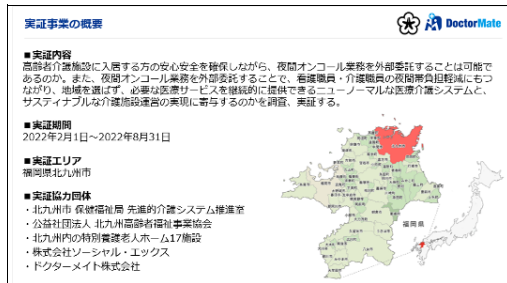 実証事業の概要
DoctorMate
■実証内容
高齢者介護施設に入居する方の安心安全を確保しながら、夜間オンコール業務を外部委託することは可能で
あるのか。また、夜間オンコール業務を外部委託することで、看護職員・介護職員の夜間帯負担軽減にもつ
ながり、地域を選ばず、必要な医療サービスを継続的に提供できるニューノーマルな医療介護システムと、
サスティナブルな介護施設運営の実現に寄与するのかを調査、実証する。
■実証期間
2022年2月1日～2022年8月31日
■実証エリア
福岡県北九州市
■実証協力団体
・北九州市 保健福祉局 先進的介護システム推進室
・公益社団法人 北九州高齢者福祉事業協会
・北九州内の特別養護老人ホーム17施設
・株式会社ソーシャル・エックス
・ドクターメイト株式会社
福岡県